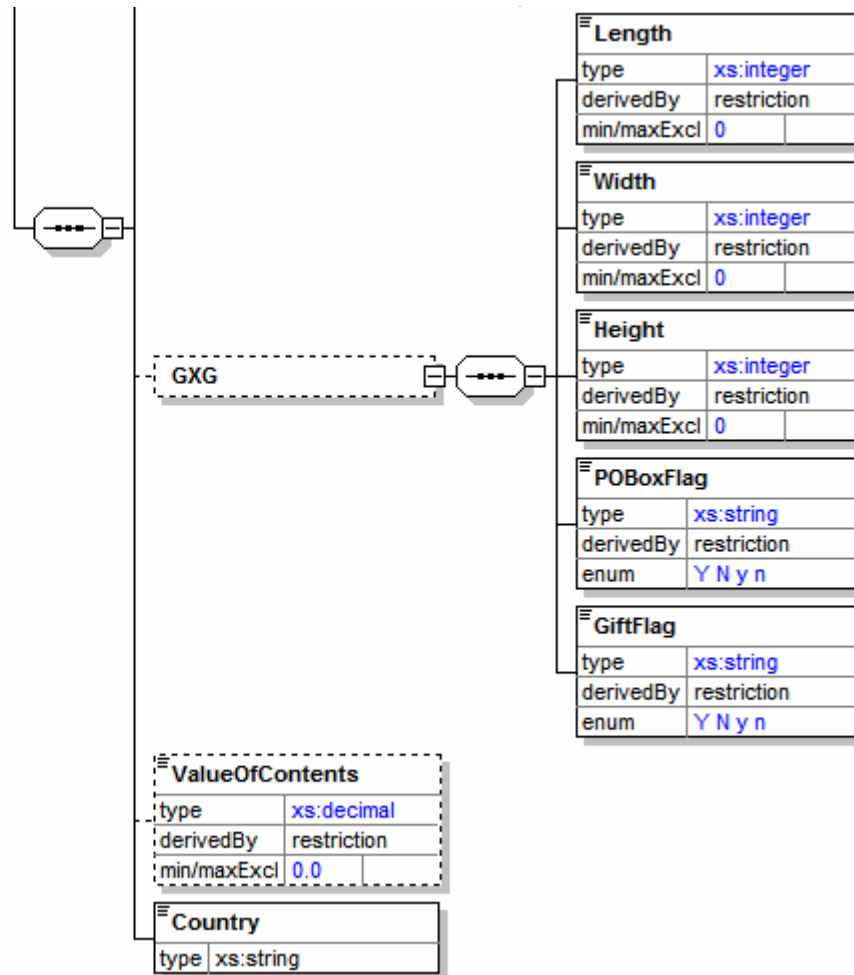 Length
type xs:integer
derivedBy restriction
min/maxExcl 0
Width
type xs:integer
derivedBy restriction
min/maxExcl 0
Height
type xs:integer
derivedBy restriction
min/maxExcl 0
GXG
POBoxFlag
type xs:string
derivedBy restriction
enum Y N y n
GiftFlag
type xs:string
derivedBy restriction
enum Y N y n
ValueOfContents
type xs:decimal
derivedBy restriction
min/maxExcl 0.0
Country
type xs:string